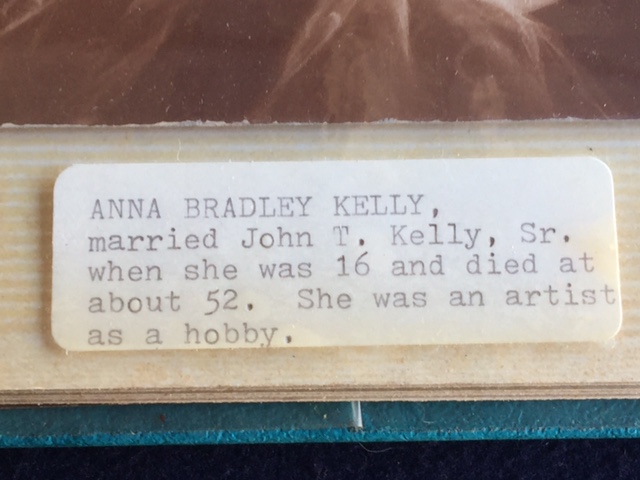 ANNA BRADLEY KELLY,
married John T. Kelly, Sr.
when she was 16 and died at
about 52. She was an artist
as a hobby.